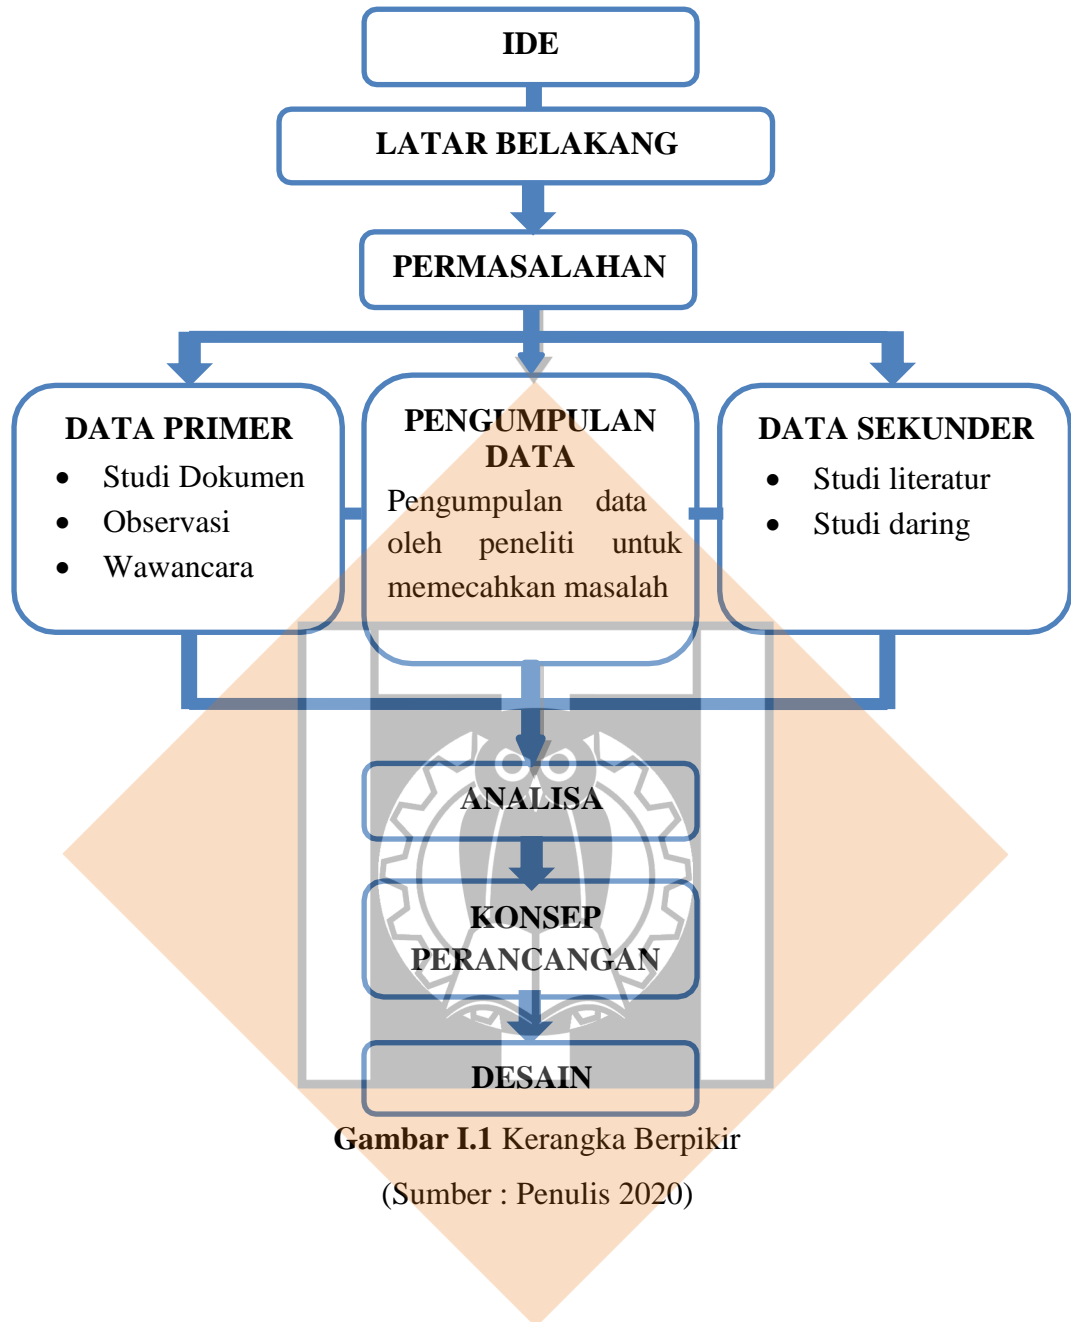 IDE
LATAR BELAKANG
PERMASALAHAN
DATA PRIMER
• Studi Dokumen
• Observasi
• Wawancara
PENGUMPULAN
DATA
Pengumpulan data
oleh peneliti untuk
memecahkan masalah
DATA SEKUNDER
• Studi literatur
• Studi daring
ANALISA
KONSEP
PERANCANGAN
DESAIN
Gambar I.1 Kerangka Berpikir
(Sumber : Penulis 2020)